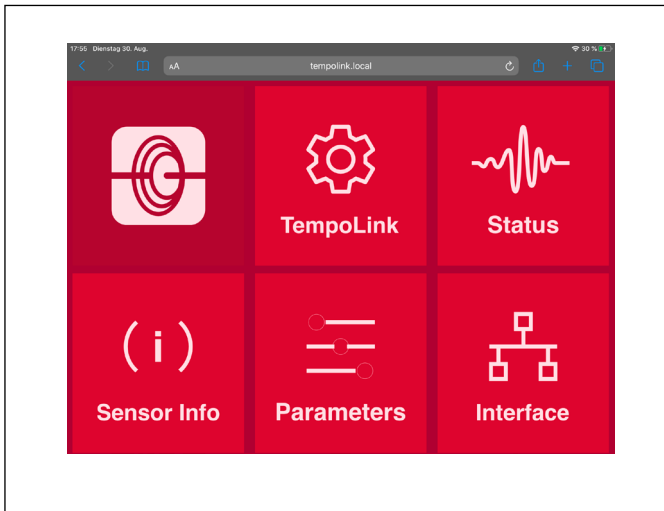 17:55 Dienstag 30. Aug.
30 %
AA
tempolink.local
TempoLink
Status
( i )
Sensor Info
Parameters
Interface